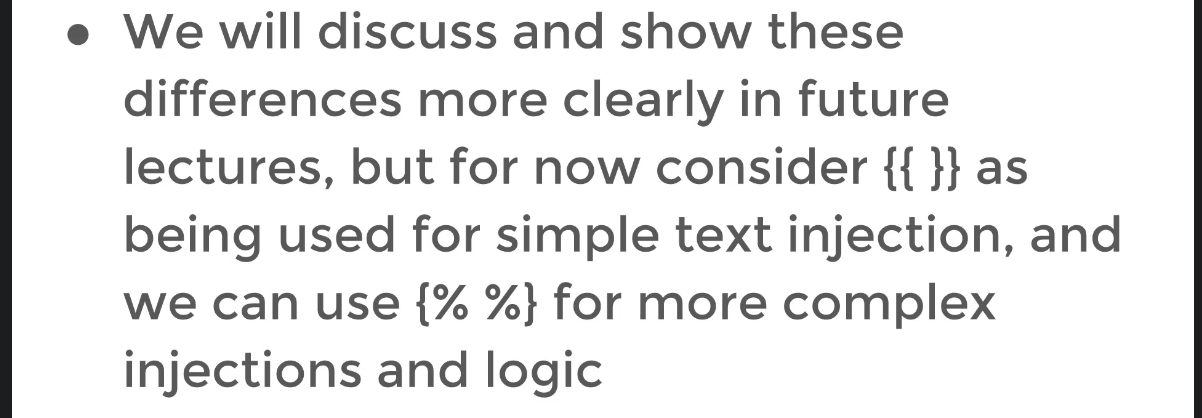 ● We will discuss and show these
differences more clearly in future
lectures, but for now consider {{ }} as
being used for simple text injection, and
we can use {% %} for more complex
injections and logic